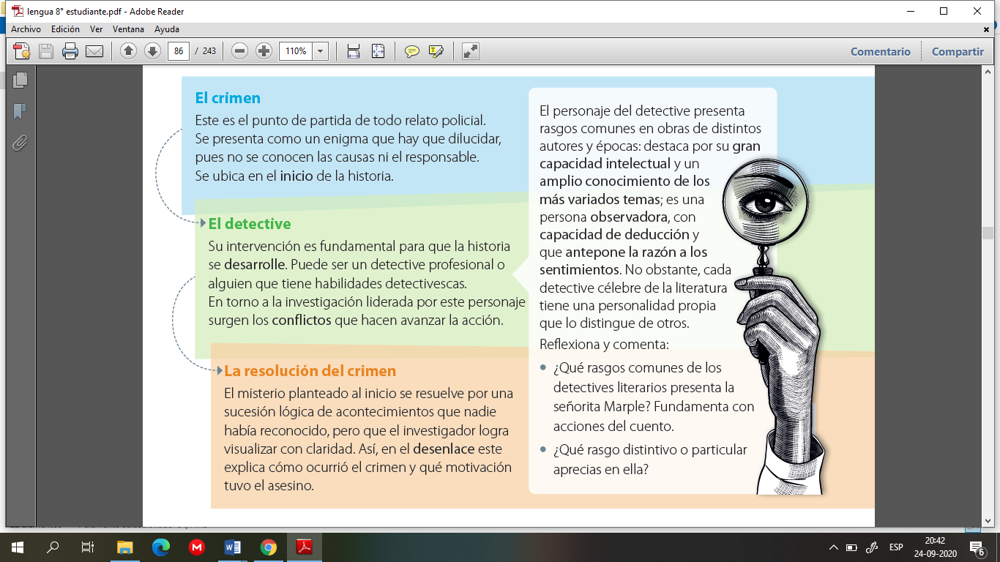 lengua 8° estudiante.pdf - Adobe Reader
Archivo Edición Ver Ventana Ayuda
86 / 243 110% Comentario Compartir
El crimen
Este es el punto de partida de todo relato policial.
Se presenta como un enigma que hay que dilucidar,
pues no se conocen las causas ni el responsable.
Se ubica en el inicio de la historia.
El detective
Su intervención es fundamental para que la historia
se desarrolle. Puede ser un detective profesional o
alguien que tiene habilidades detectivescas.
En torno a la investigación liderada por este personaje
surgen los conflictos que hacen avanzar la acción.
La resolución del crimen
El misterio planteado al inicio se resuelve por una
sucesión lógica de acontecimientos que nadie
había reconocido, pero que el investigador logra
visualizar con claridad. Así, en el desenlace este
explica cómo ocurrió el crimen y qué motivación
tuvo el asesino.
El personaje del detective presenta
rasgos comunes en obras de distintos
autores y épocas: destaca por su gran
capacidad intelectual y un
amplio conocimiento de los
más variados temas; es una
persona observadora, con
capacidad de deducción y
que antepone la razón a los
sentimientos. No obstante, cada
detective célebre de la literatura
tiene una personalidad propia
que lo distingue de otros.
Reflexiona y comenta:
• ¿Qué rasgos comunes de los
detectives literarios presenta la
señorita Marple? Fundamenta con
acciones del cuento.
• ¿Qué rasgo distintivo o particular
aprecias en ella?
ESP
20:42
24-09-2020
6